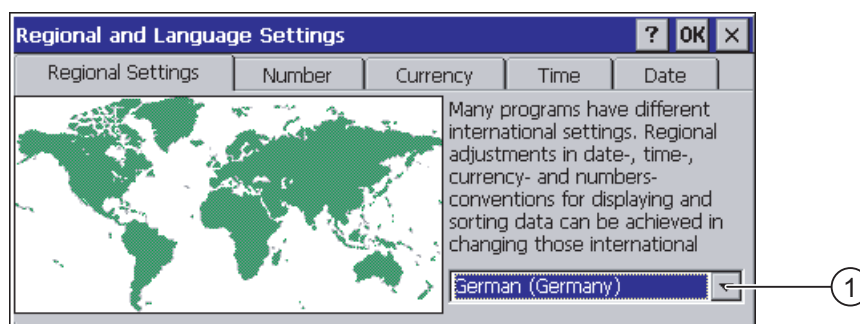 Regional and Language Settings ? OK ×
Regional Settings Number Currency Time Date
Many programs have different
international settings. Regional
adjustments in date-, time-,
currency- and numbers-
conventions for displaying and
sorting data can be achieved in
changing those international
German (Germany)
1